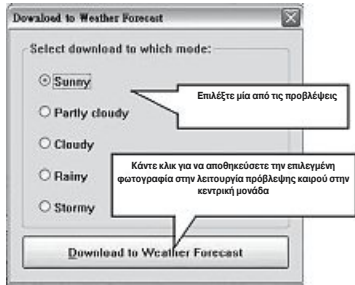 Download to Weather Forecast
Select download to which mode:
Sunny
Επιλέξτε μία από τις προβλέψεις
Partly cloudy
Cloudy
Κάντε κλικ για να αποθηκεύσετε την επιλεγμένη
φωτογραφία στην λειτουργία πρόβλεψης καιρού στην
κεντρική μονάδα
Rainy
Stormy
Download to Weather Forecast